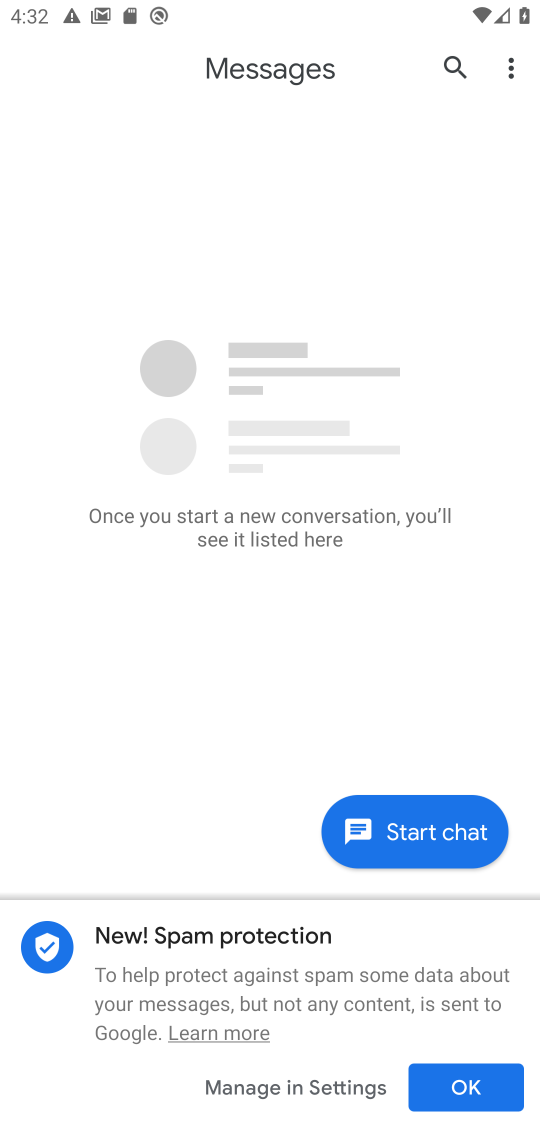 4:32
Messages
Once you start a new conversation, you’ll
see it listed here
Start chat
New! Spam protection
To help protect against spam some data about
your messages, but not any content, is sent to
Google. Learn more
Manage in Settings
OK